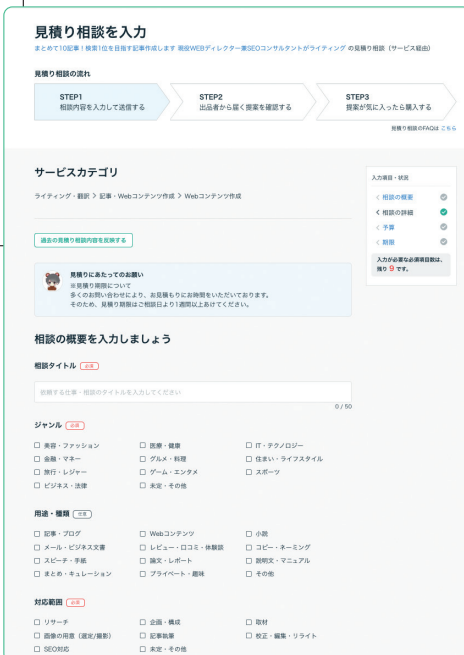 見積り相談を入力
まとめて10記事！検索1位を目指す記事作成します 現役WEBディレクター兼SEOコンサルタントがライティング の見積り相談（サービス経由）
見積り相談の流れ
STEP1
相談内容を入力して送信する
STEP2
出品者から届く提案を確認する
STEP3
提案が気に入ったら購入する
見積り相談のFAQは こちら
サービスカテゴリ
ライティング・翻訳 > 記事・Webコンテンツ作成 > Webコンテンツ作成
過去の見積り相談内容を反映する
見積りにあたってのお願い
※見積り期限について
多くのお問い合わせにより、お見積もりにお時間をいただいております。
そのため、見積り期限はご相談日より1週間以上あけてください。
入力項目・状況
< 相談の概要
< 相談の詳細
< 予算
< 期限
入力が必要な必須項目数は、
残り 9 です。
相談の概要を入力しましょう
相談タイトル 必須
依頼する仕事・相談のタイトルを入力してください
0 / 50
ジャンル 必須
美容・ファッション 医療・健康 IT・テクノロジー
金融・マネー グルメ・料理 住まい・ライフスタイル
旅行・レジャー ゲーム・エンタメ スポーツ
ビジネス・法律 未定・その他
用途・種類 任意
記事・ブログ Webコンテンツ 小説
メール・ビジネス文書 レビュー・口コミ・体験談 コピー・ネーミング
スピーチ・手紙 論文・レポート 説明文・マニュアル
まとめ・キュレーション プライベート・趣味 その他
対応範囲 必須
リサーチ 企画・構成 取材
画像の用意（選定/撮影） 記事執筆 校正・編集・リライト
SEO対応 未定・その他